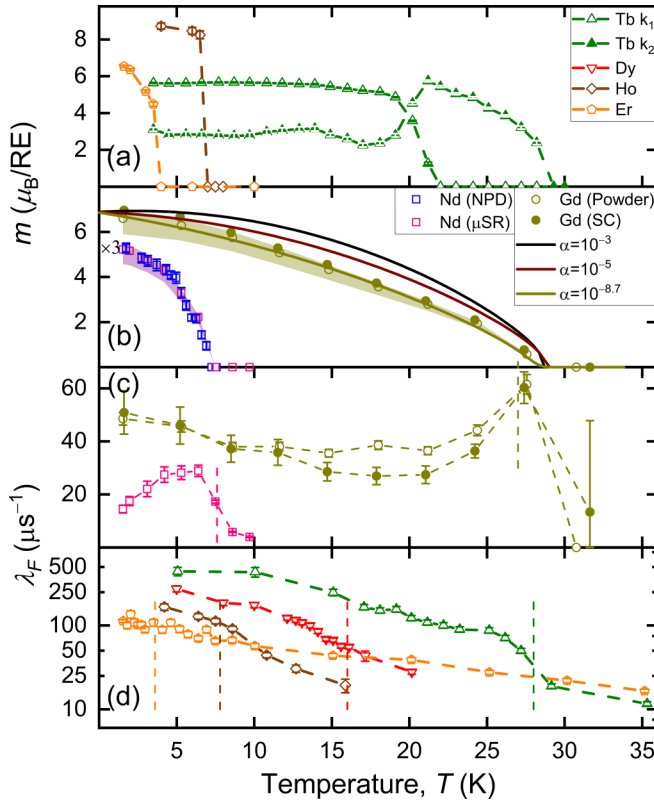 8
6
4
2
m (μB/RE)
(a)
Tb k1
Tb k2
Dy
Ho
Er
6
4
2
×3
(b)
Nd (NPD)
Nd (μSR)
Gd (Powder)
Gd (SC)
α=10⁻³
α=10⁻⁵
α=10⁻⁸·⁷
60
40
20
(c)
λF (μs⁻¹)
500
250
100
50
25
10
(d)
5 10 15 20 25 30 35
Temperature, T (K)